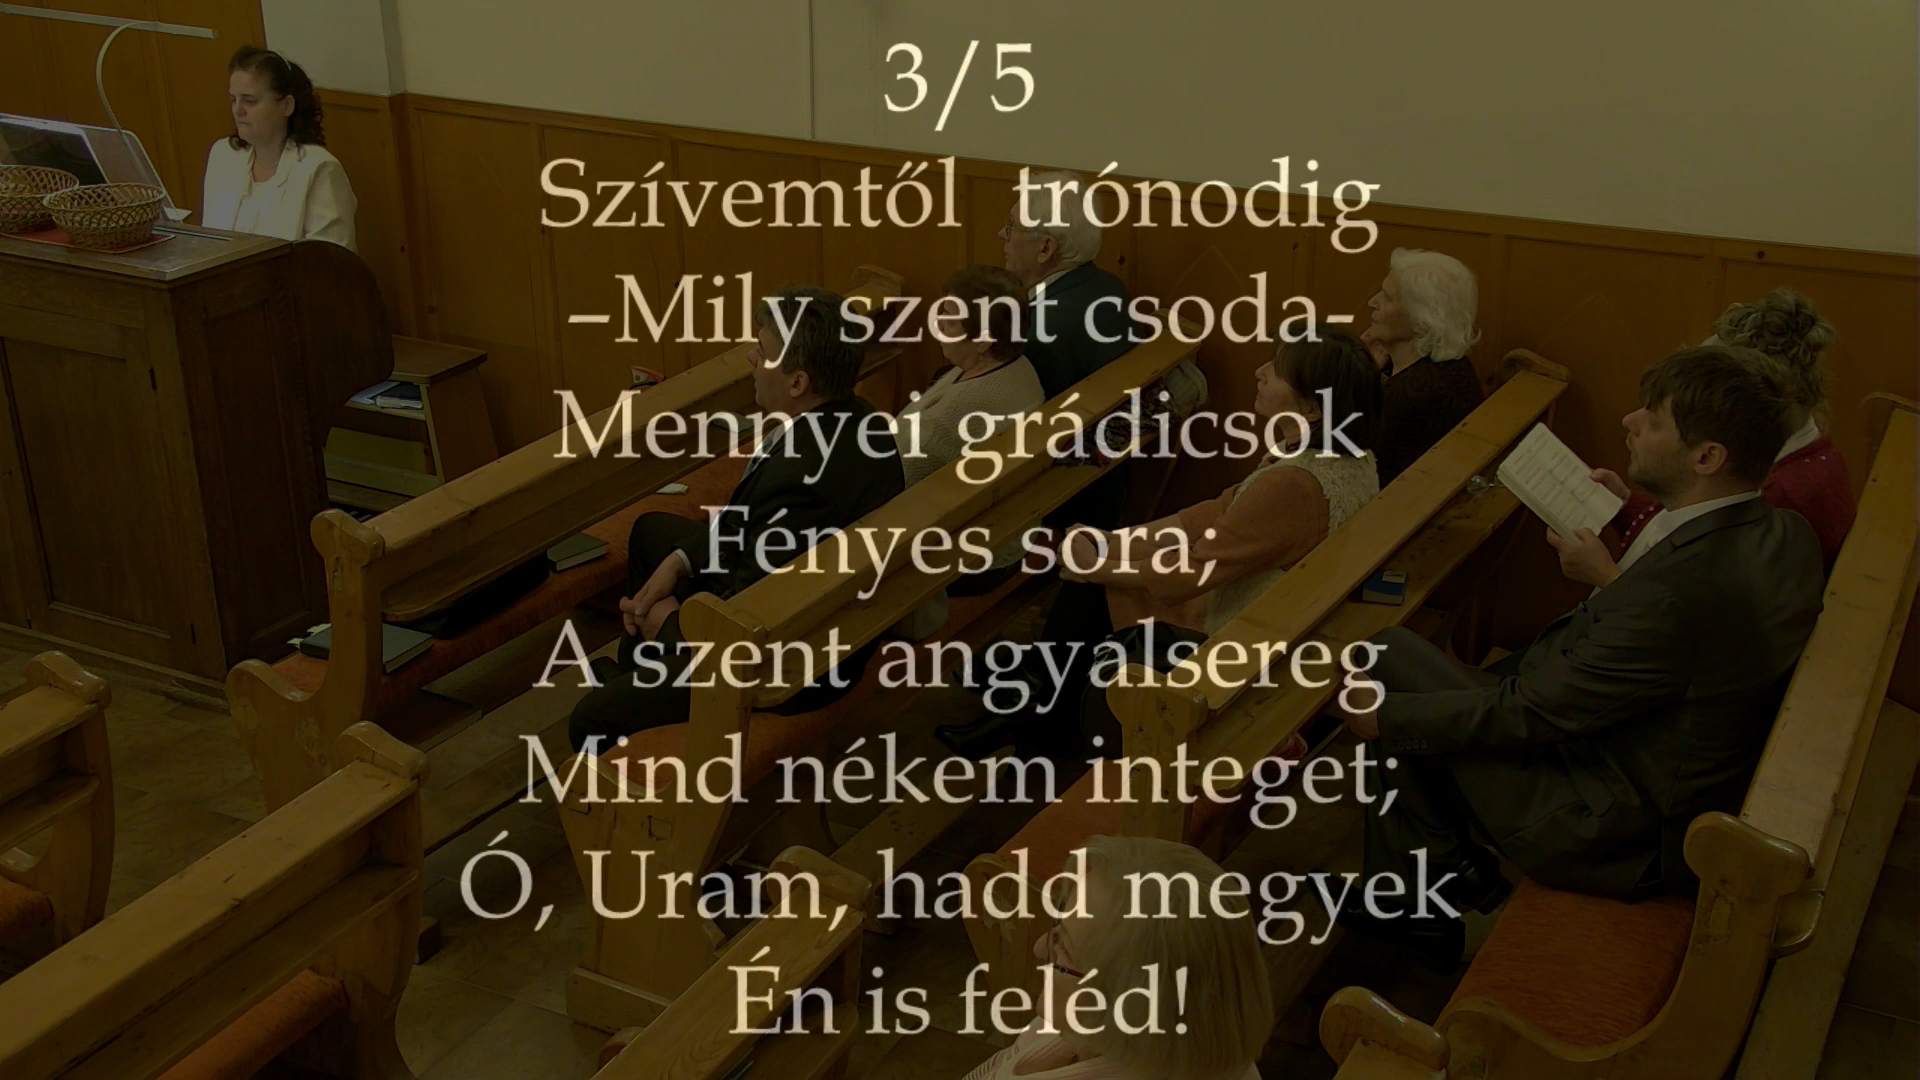 3/5
Szívemtől trónodig
–Mily szent csoda-
Mennyei grádicsok
Fényes sora;
A szent angyalsereg
Mind nékem integet;
Ó, Uram, hadd megyek
Én is feléd!